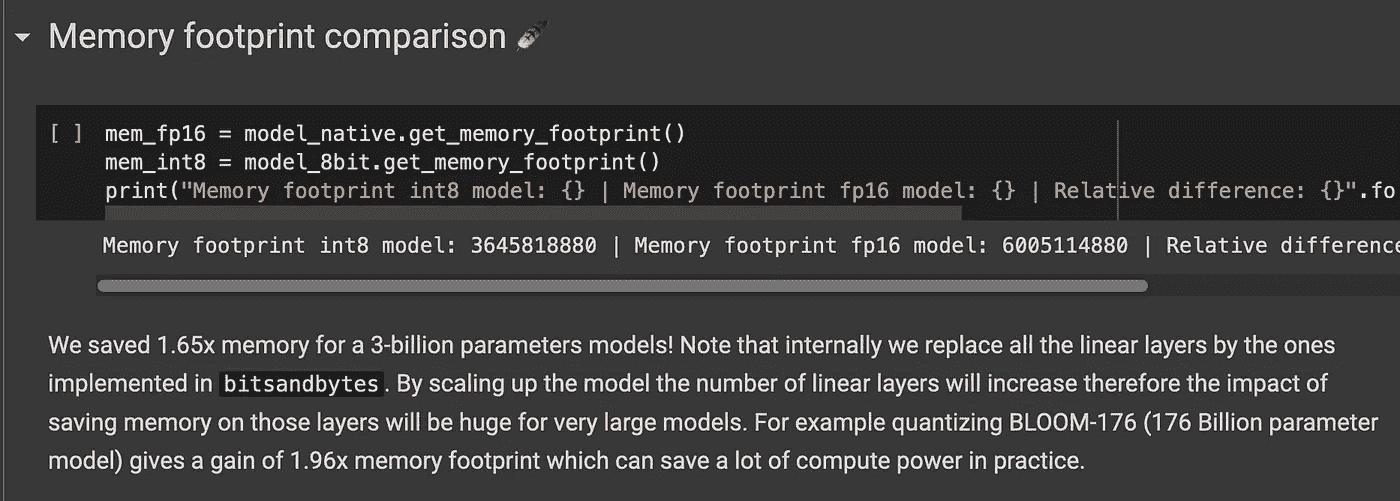 Memory footprint comparison
[ ] mem_fp16 = model_native.get_memory_footprint()
mem_int8 = model_8bit.get_memory_footprint()
print("Memory footprint int8 model: {} | Memory footprint fp16 model: {} | Relative difference: {}".fo
Memory footprint int8 model: 3645818880 | Memory footprint fp16 model: 6005114880 | Relative difference
We saved 1.65x memory for a 3-billion parameters models! Note that internally we replace all the linear layers by the ones
implemented in bitsandbytes. By scaling up the model the number of linear layers will increase therefore the impact of
saving memory on those layers will be huge for very large models. For example quantizing BLOOM-176 (176 Billion parameter
model) gives a gain of 1.96x memory footprint which can save a lot of compute power in practice.